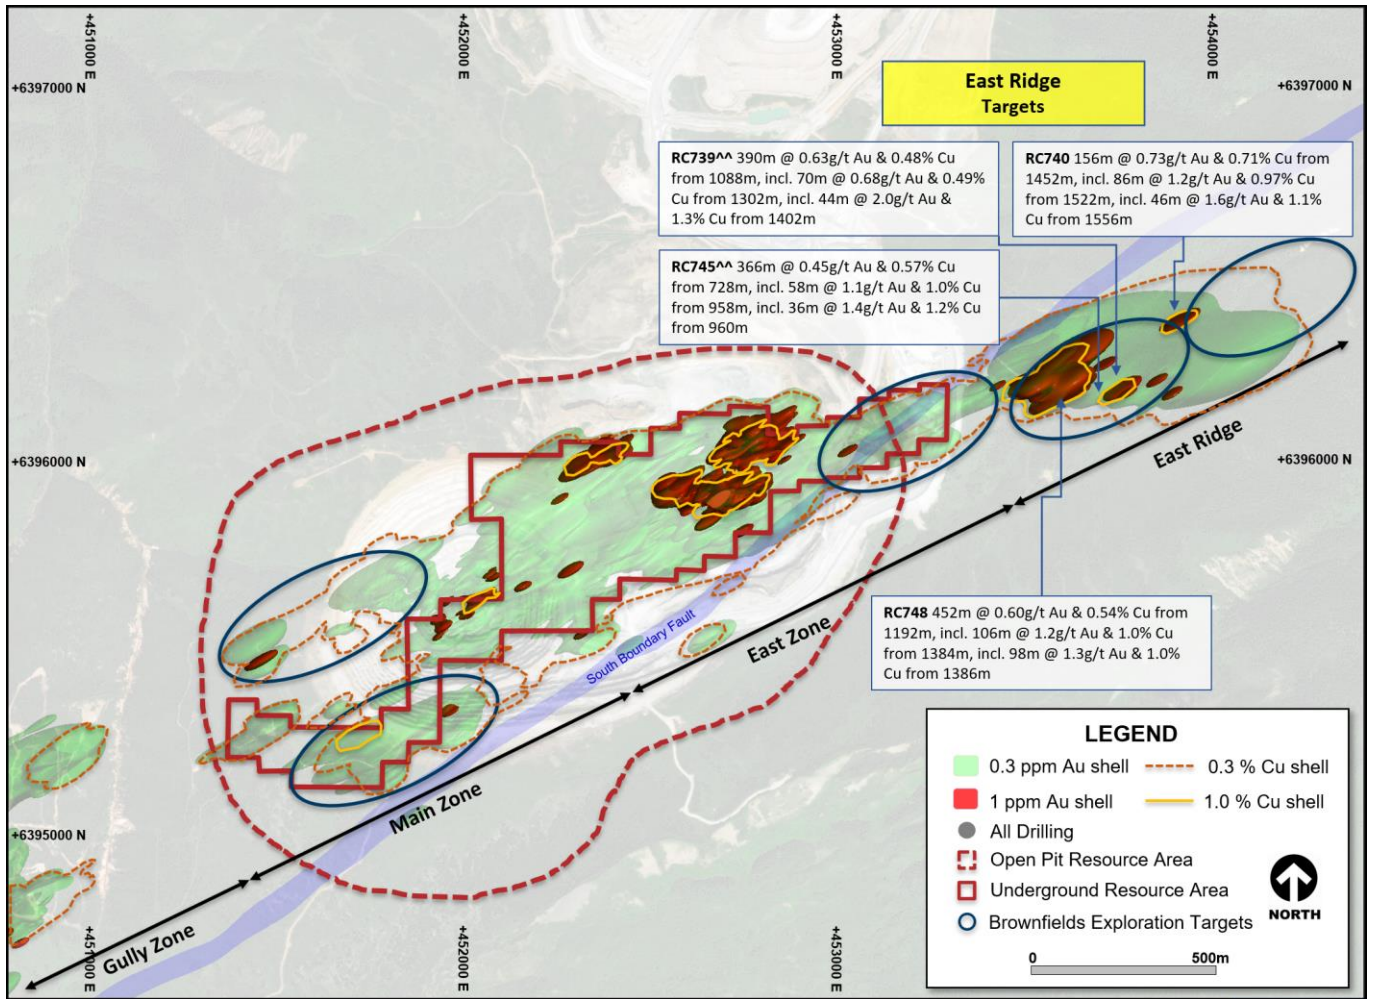 +451000 E
+452000 E
+453000 E
+454000 E
+6397000 N
+6397000 N
East Ridge
Targets
RC739^^ 390m @ 0.63g/t Au & 0.48% Cu
from 1088m, incl. 70m @ 0.68g/t Au & 0.49%
Cu from 1302m, incl. 44m @ 2.0g/t Au &
1.3% Cu from 1402m
RC740 156m @ 0.73g/t Au & 0.71% Cu from
1452m, incl. 86m @ 1.2g/t Au & 0.97% Cu
from 1522m, incl. 46m @ 1.6g/t Au & 1.1%
Cu from 1556m
RC745^^ 366m @ 0.45g/t Au & 0.57% Cu
from 728m, incl. 58m @ 1.1g/t Au & 1.0% Cu
from 958m, incl. 36m @ 1.4g/t Au & 1.2% Cu
from 960m
+6396000 N
+6396000 N
East Ridge
RC748 452m @ 0.60g/t Au & 0.54% Cu from
1192m, incl. 106m @ 1.2g/t Au & 1.0% Cu
from 1384m, incl. 98m @ 1.3g/t Au & 1.0%
Cu from 1386m
South Boundary Fault
East Zone
Main Zone
Gully Zone
+6395000 N
+451000 E
+452000 E
+453000 E
LEGEND
0.3 ppm Au shell
0.3 % Cu shell
1 ppm Au shell
1.0 % Cu shell
All Drilling
Open Pit Resource Area
Underground Resource Area
Brownfields Exploration Targets
NORTH
0
500m